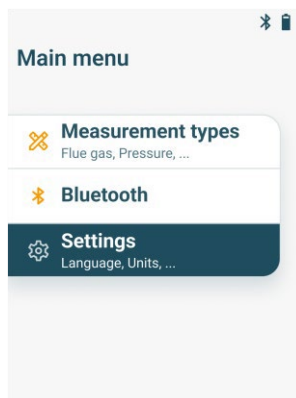 Main menu
Measurement types
Flue gas, Pressure, ...
Bluetooth
Settings
Language, Units, ...